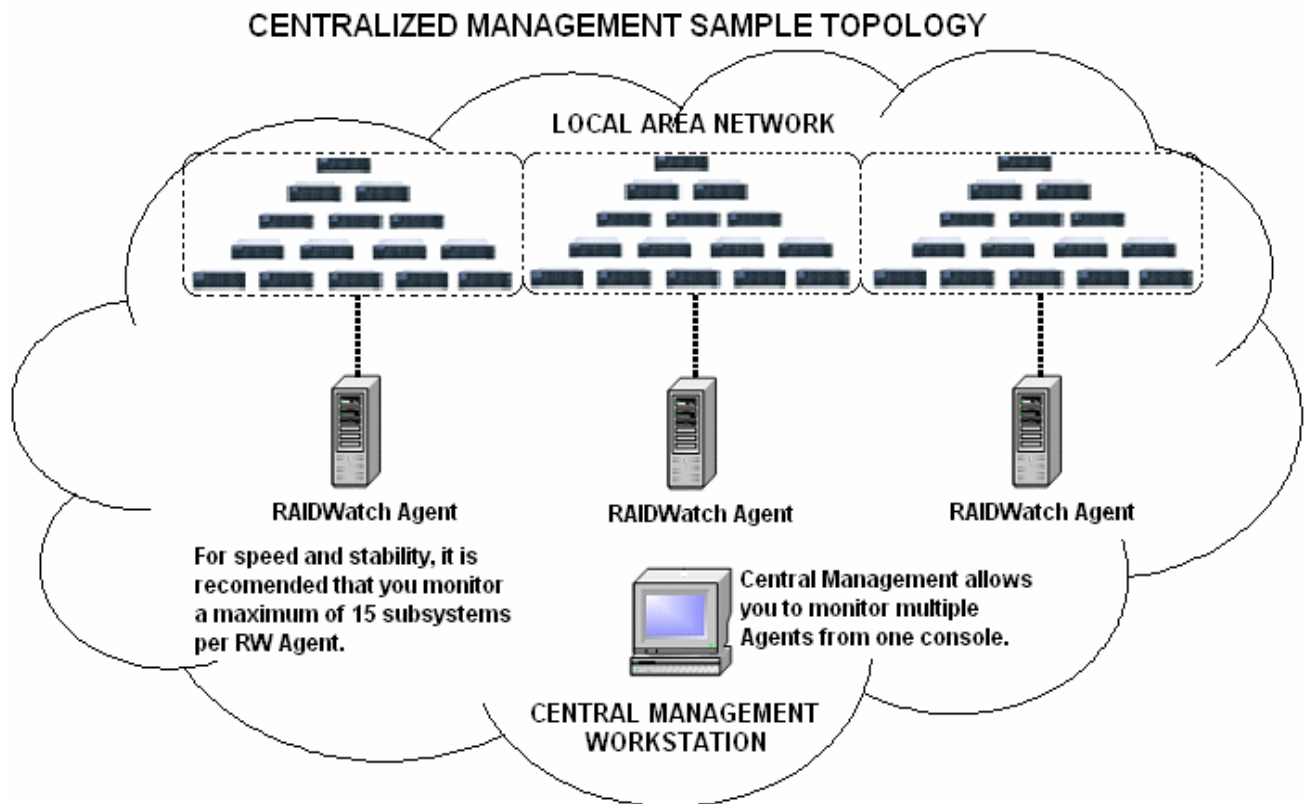 CENTRALIZED MANAGEMENT SAMPLE TOPOLOGY
LOCAL AREA NETWORK
RAIDWatch Agent
RAIDWatch Agent
RAIDWatch Agent
For speed and stability, it is
recomended that you monitor
a maximum of 15 subsystems
per RW Agent.
Central Management allows
you to monitor multiple
Agents from one console.
CENTRAL MANAGEMENT
WORKSTATION